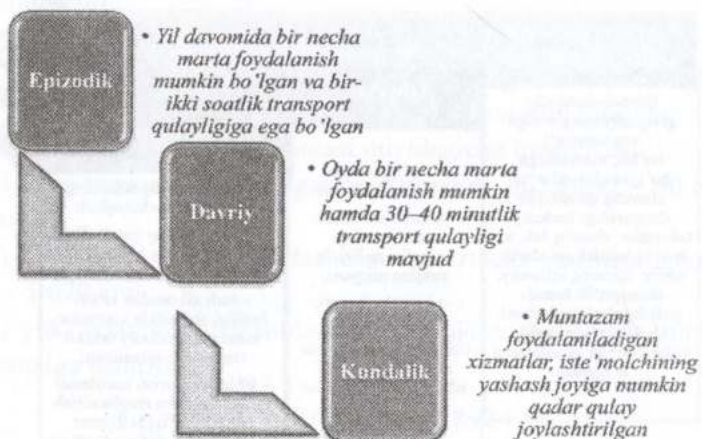 Epizodik
• Yil davomida bir necha
marta foydalanish
mumkin bo'lgan va bir-
ikki soatlik transport
qulayligiga ega bo'lgan
Davriy
• Oyda bir necha marta
foydalanish mumkin
hamda 30–40 minutlik
transport qulayligi
mavjud
Kundalik
• Muntazam
foydalaniladigan
xizmatlar, iste'molchining
yashash joyiga mumkin
qadar qulay
joylashtirilgan